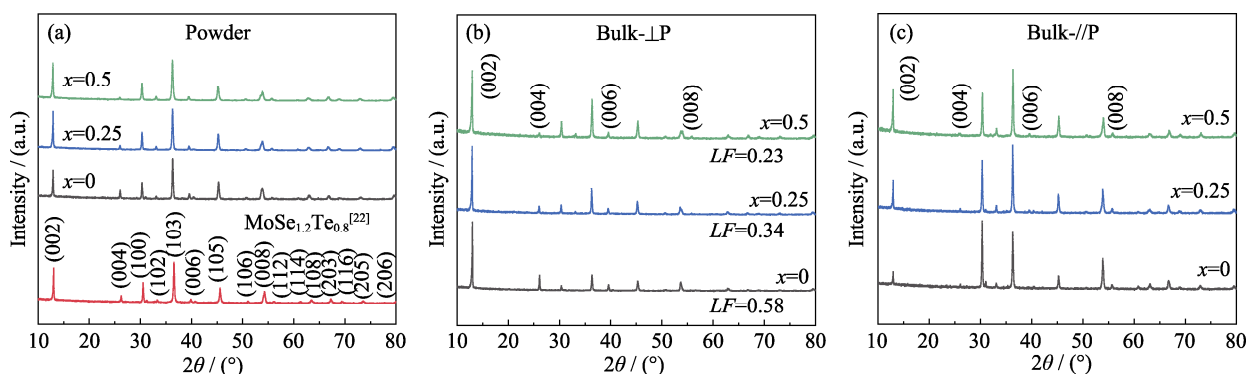 (a) Powder
x=0.5
x=0.25
x=0
MoSe1.2Te0.8[22]
(002) (004) (100) (102) (103) (006) (105) (106) (008) (112) (114) (108) (203) (116) (205) (206)
Intensity / (a.u.)
10 20 30 40 50 60 70 80
2θ / (°)
(b) Bulk-⊥P
(002) (004) (006) (008)
x=0.5
LF=0.23
x=0.25
LF=0.34
x=0
LF=0.58
Intensity / (a.u.)
10 20 30 40 50 60 70 80
2θ / (°)
(c) Bulk-//P
(002) (004) (006) (008)
x=0.5
x=0.25
x=0
Intensity / (a.u.)
10 20 30 40 50 60 70 80
2θ / (°)